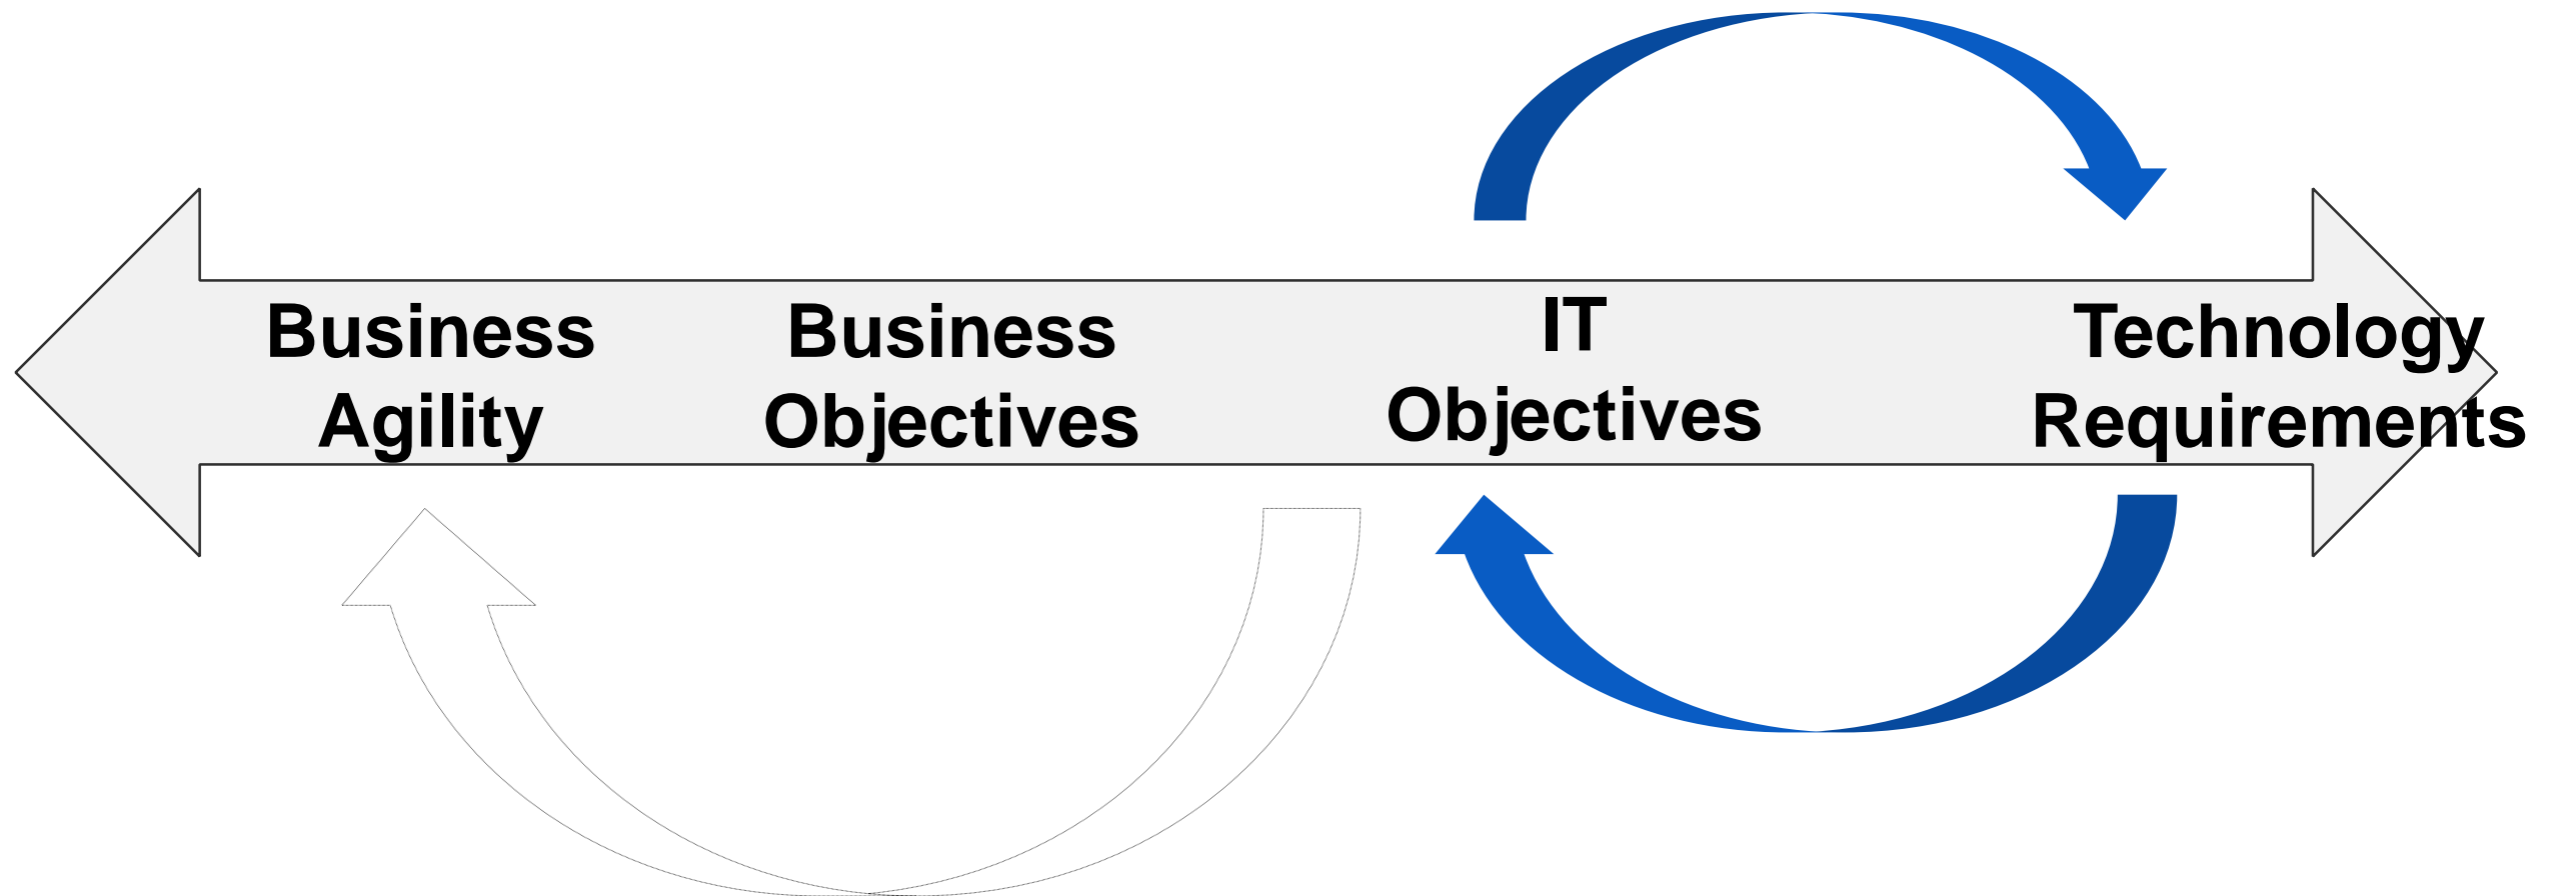 Business
Agility
Business
Objectives
IT
Objectives
Technology
Requirements